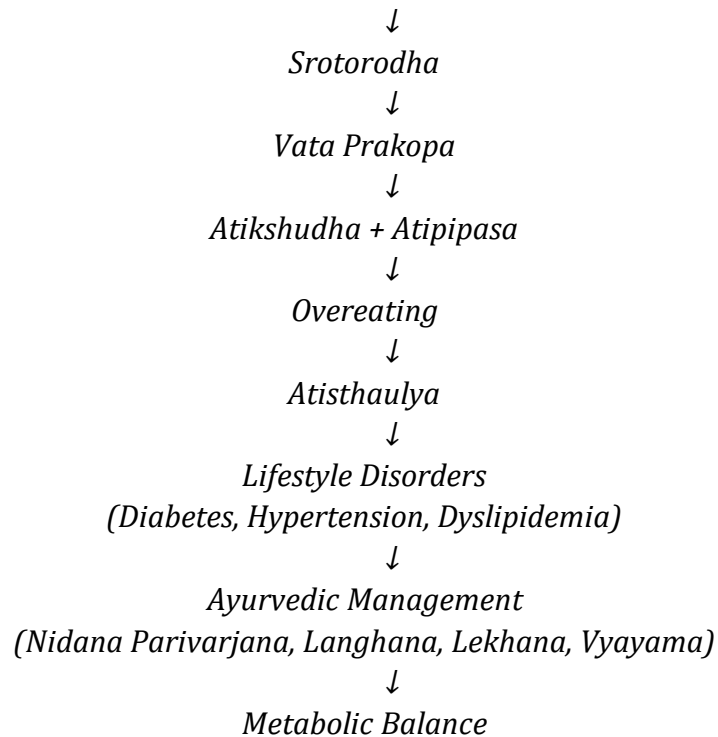 ↓
Srotorodha
↓
Vata Prakopa
↓
Atikshudha + Atipipasa
↓
Overeating
↓
Atisthaulya
↓
Lifestyle Disorders
(Diabetes, Hypertension, Dyslipidemia)
↓
Ayurvedic Management
(Nidana Parivarjana, Langhana, Lekhana, Vyayama)
↓
Metabolic Balance